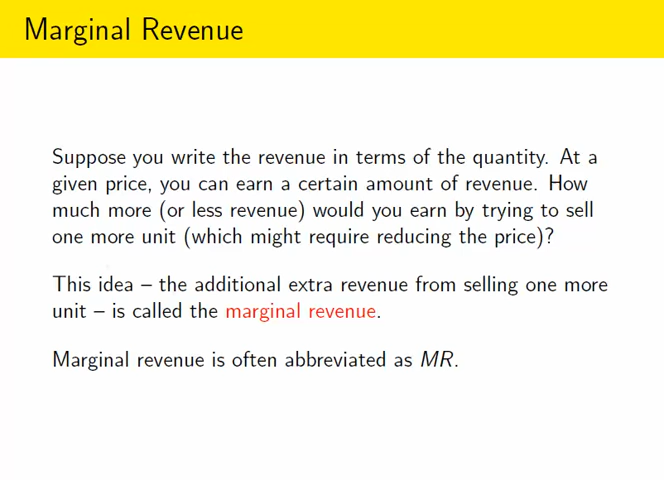 Marginal Revenue
Suppose you write the revenue in terms of the quantity. At a
given price, you can earn a certain amount of revenue. How
much more (or less revenue) would you earn by trying to sell
one more unit (which might require reducing the price)?
This idea – the additional extra revenue from selling one more
unit – is called the marginal revenue.
Marginal revenue is often abbreviated as MR.